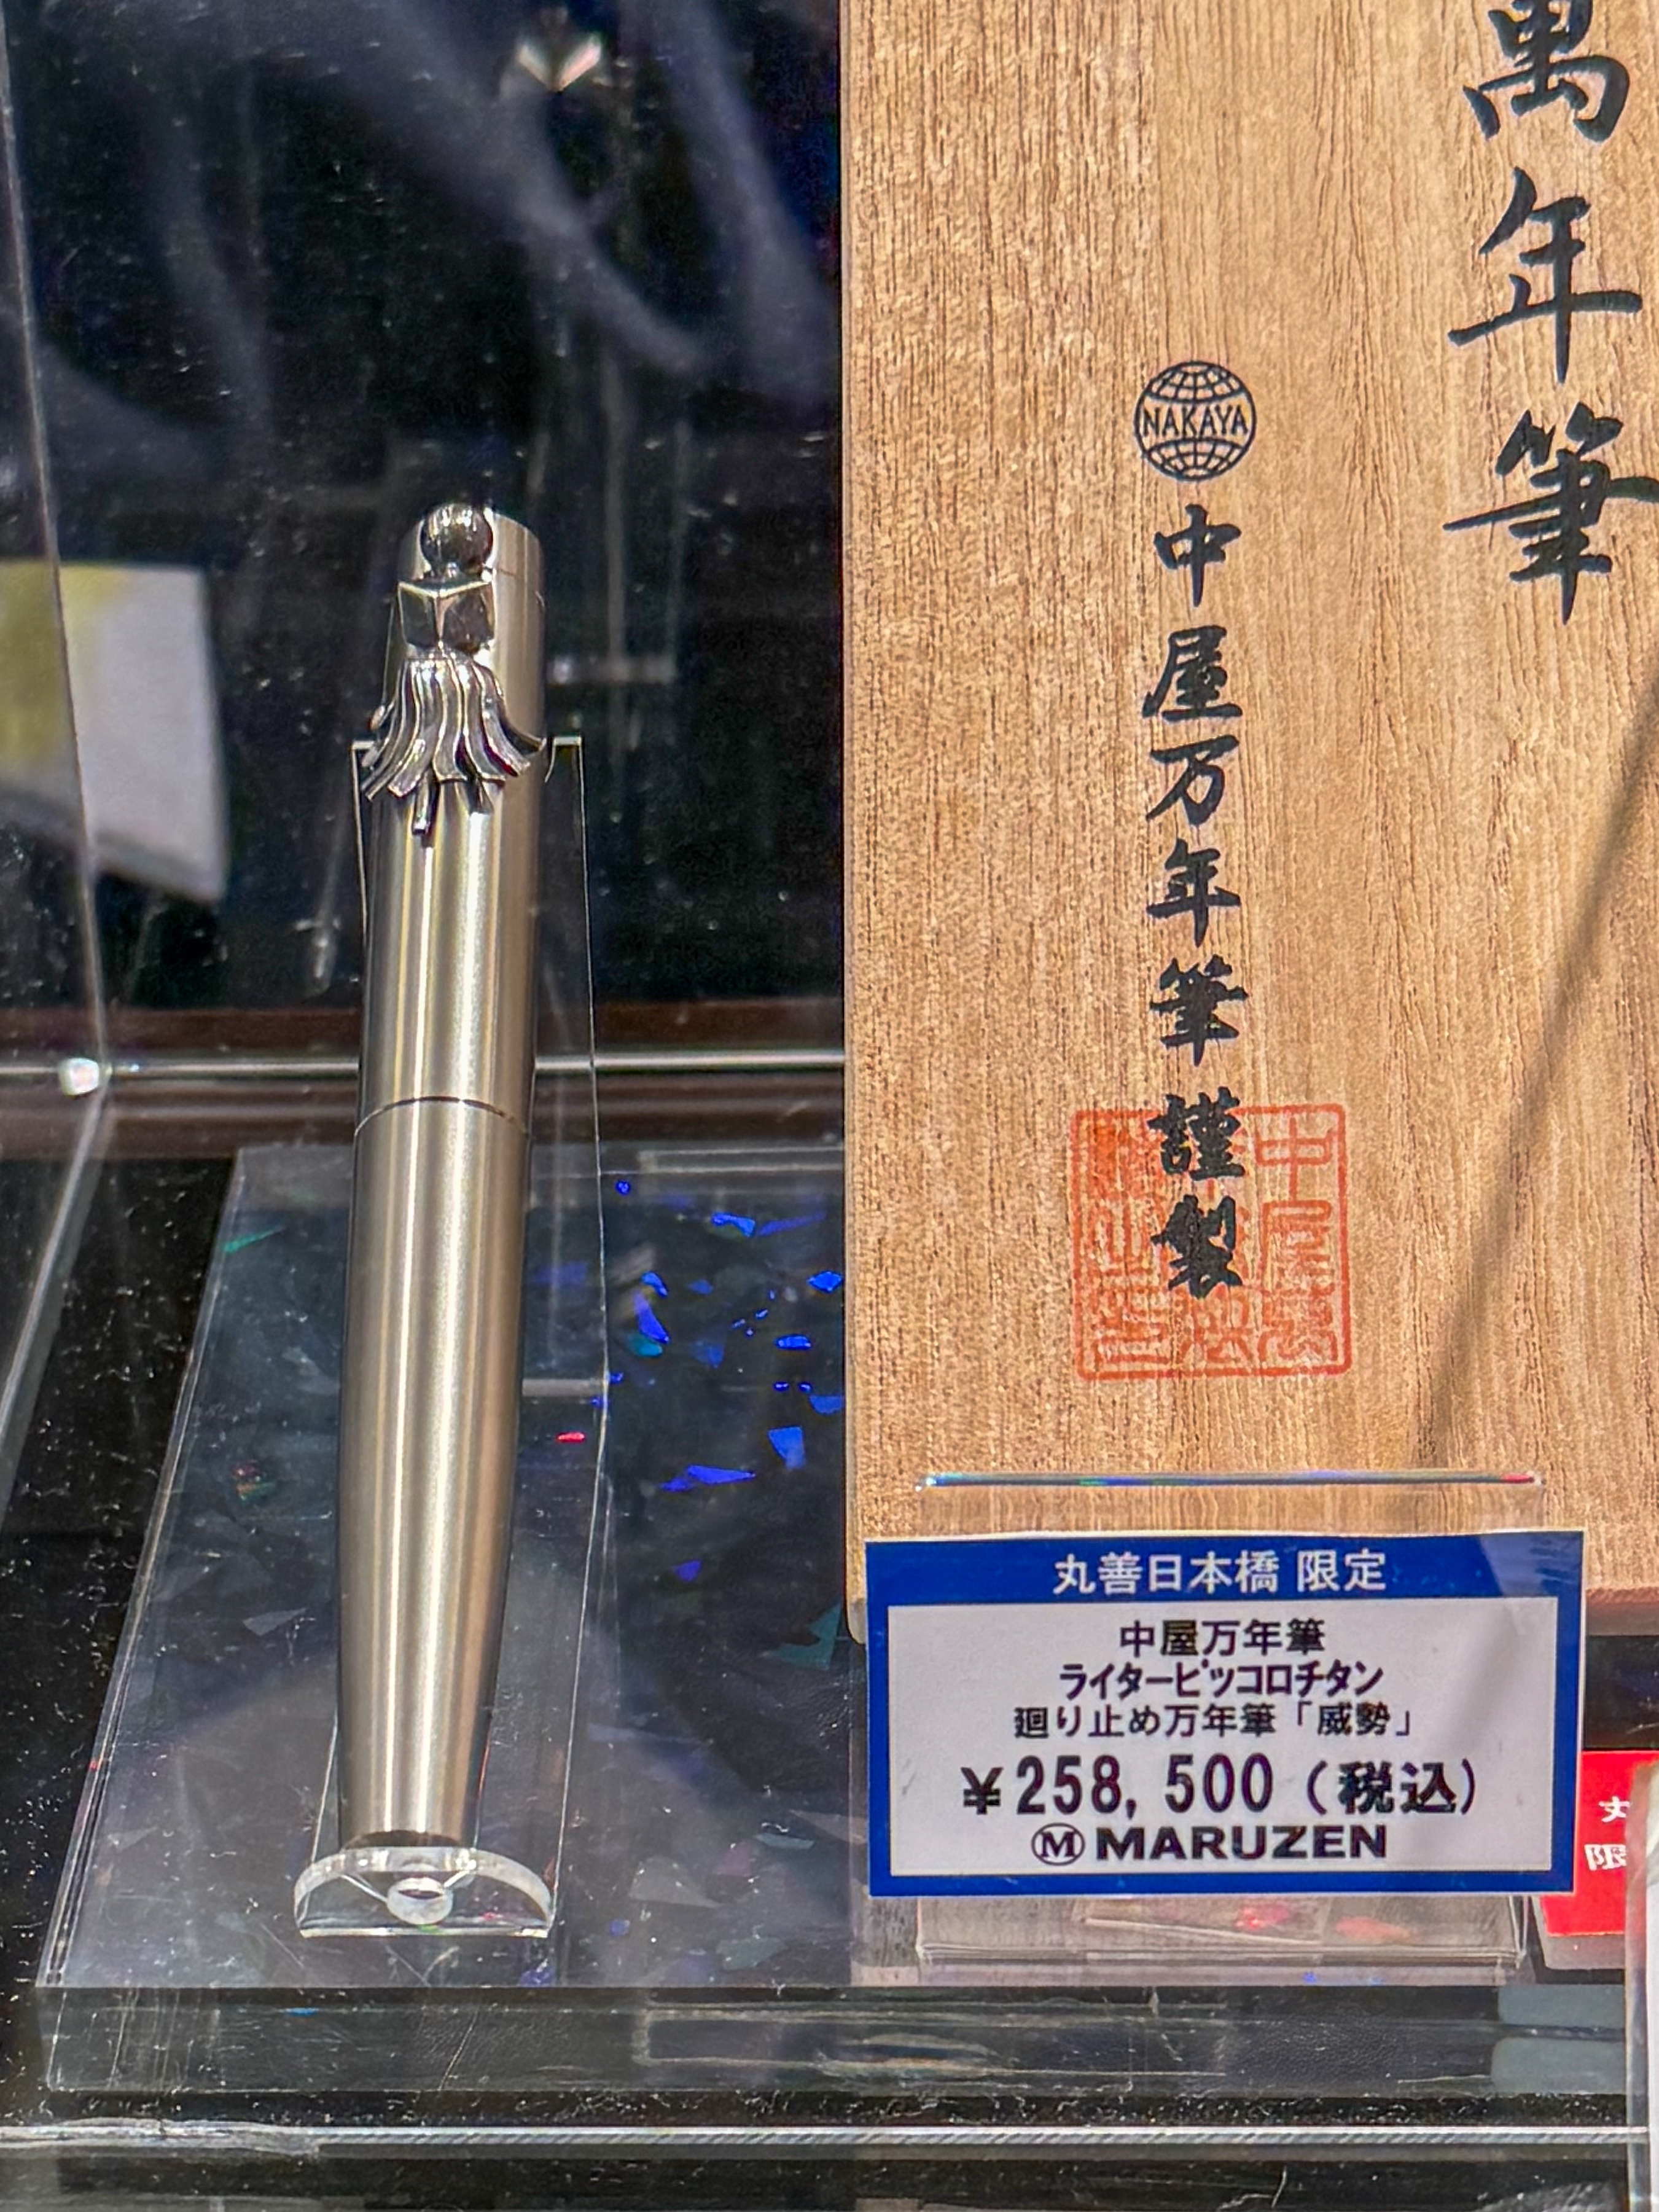 萬年筆
NAKAYA
中屋万年筆謹製
丸善日本橋 限定
中屋万年筆
ライターピッコロチタン
廻り止め万年筆「威勢」
¥258,500(税込)
M MARUZEN
限